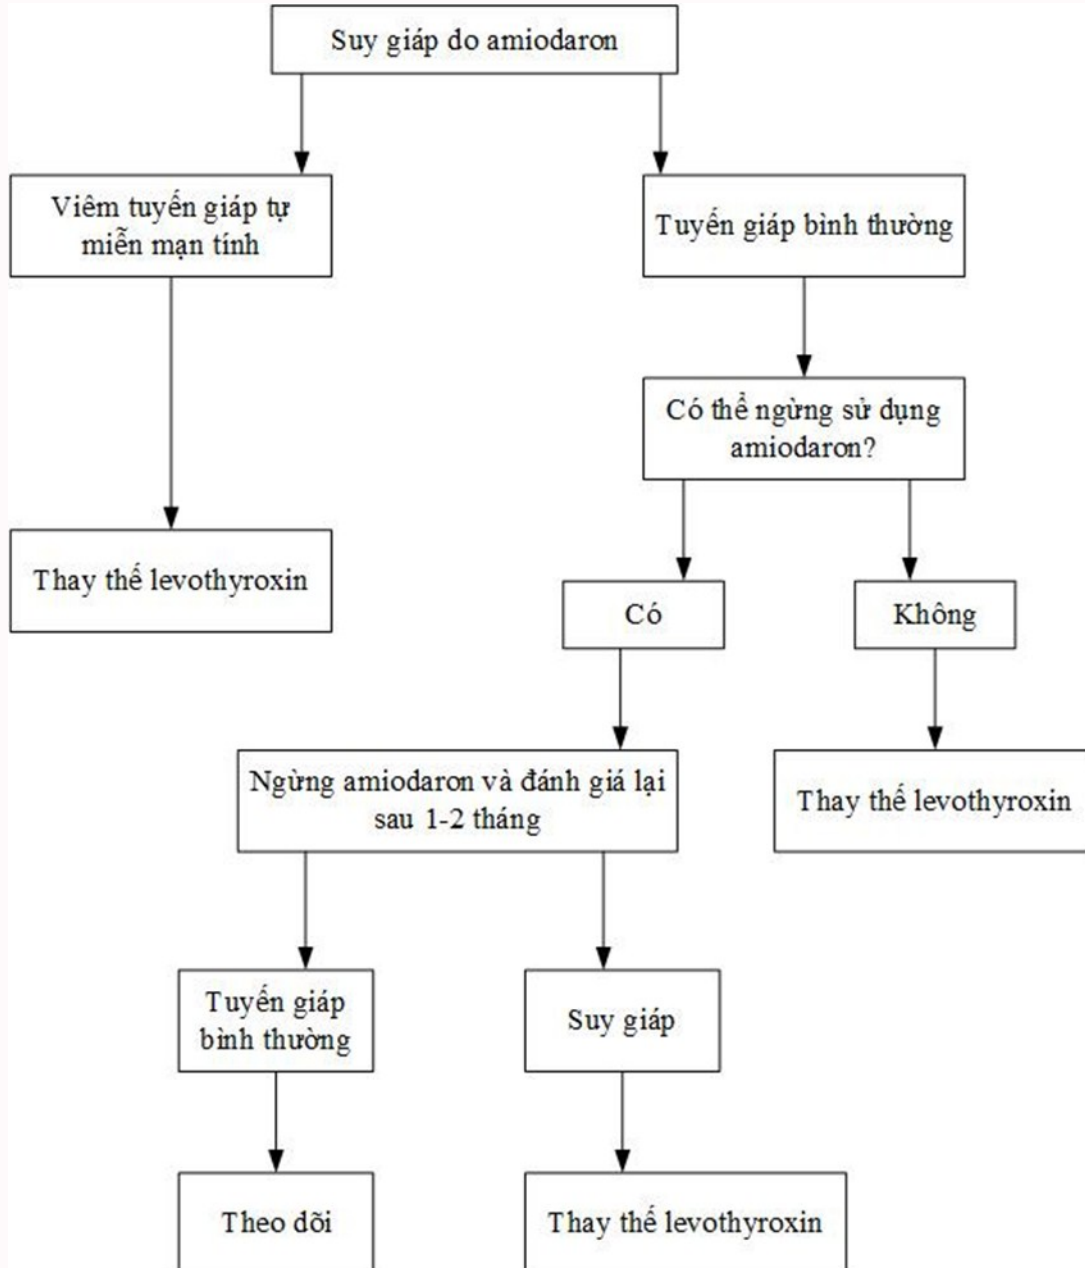 Suy giáp do amiodaron
Viêm tuyến giáp tự
miễn mạn tính
Tuyến giáp bình thường
Có thể ngừng sử dụng
amiodaron?
Thay thế levothyroxin
Có
Không
Ngừng amiodaron và đánh giá lại
sau 1-2 tháng
Thay thế levothyroxin
Tuyến giáp
bình thường
Suy giáp
Theo dõi
Thay thế levothyroxin